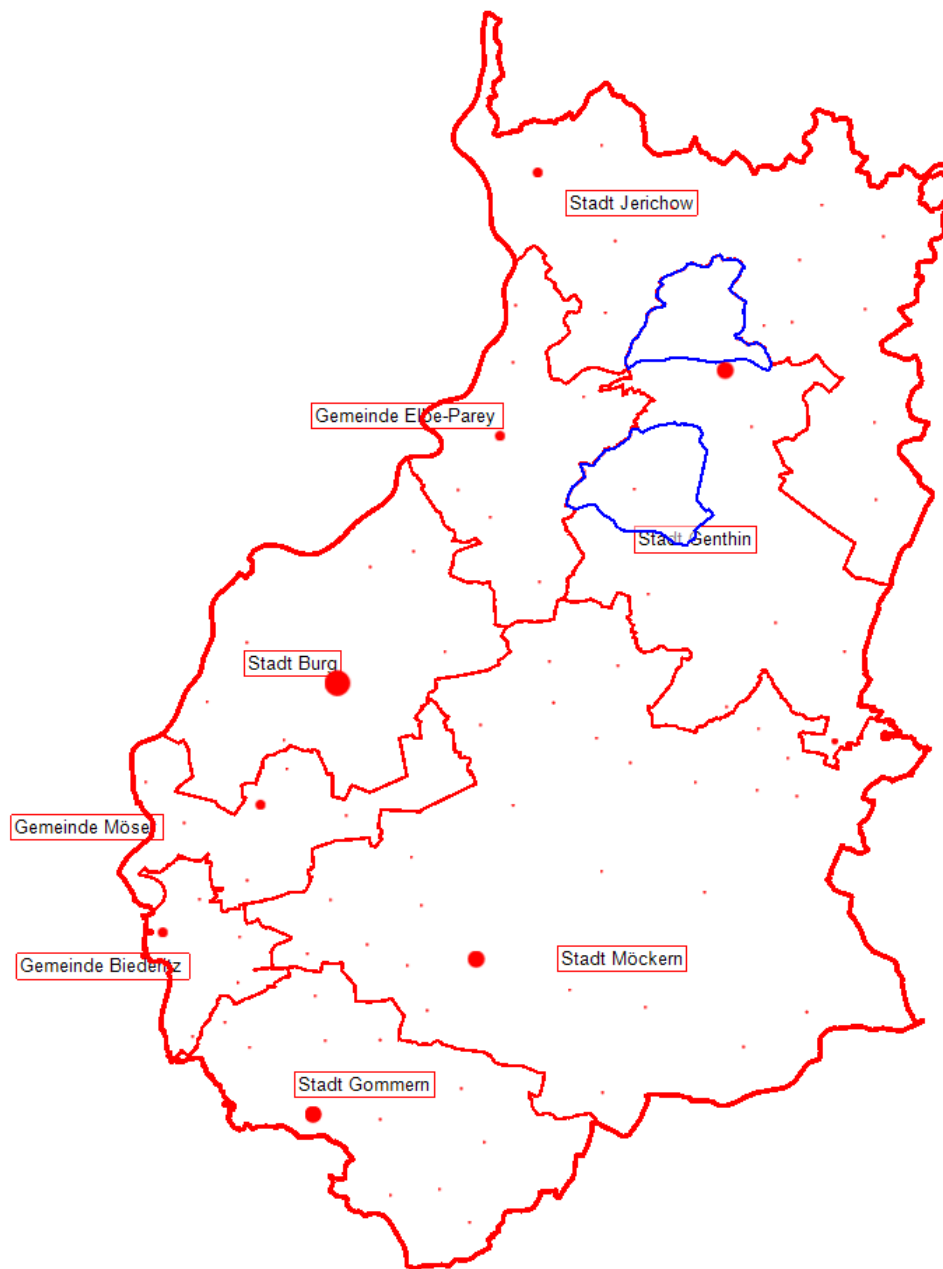 Stadt Jerichow
Gemeinde Elbe-Parey
Stadt Genthin
Stadt Burg
Gemeinde Möser
Gemeinde Biederitz
Stadt Möckern
Stadt Gommern